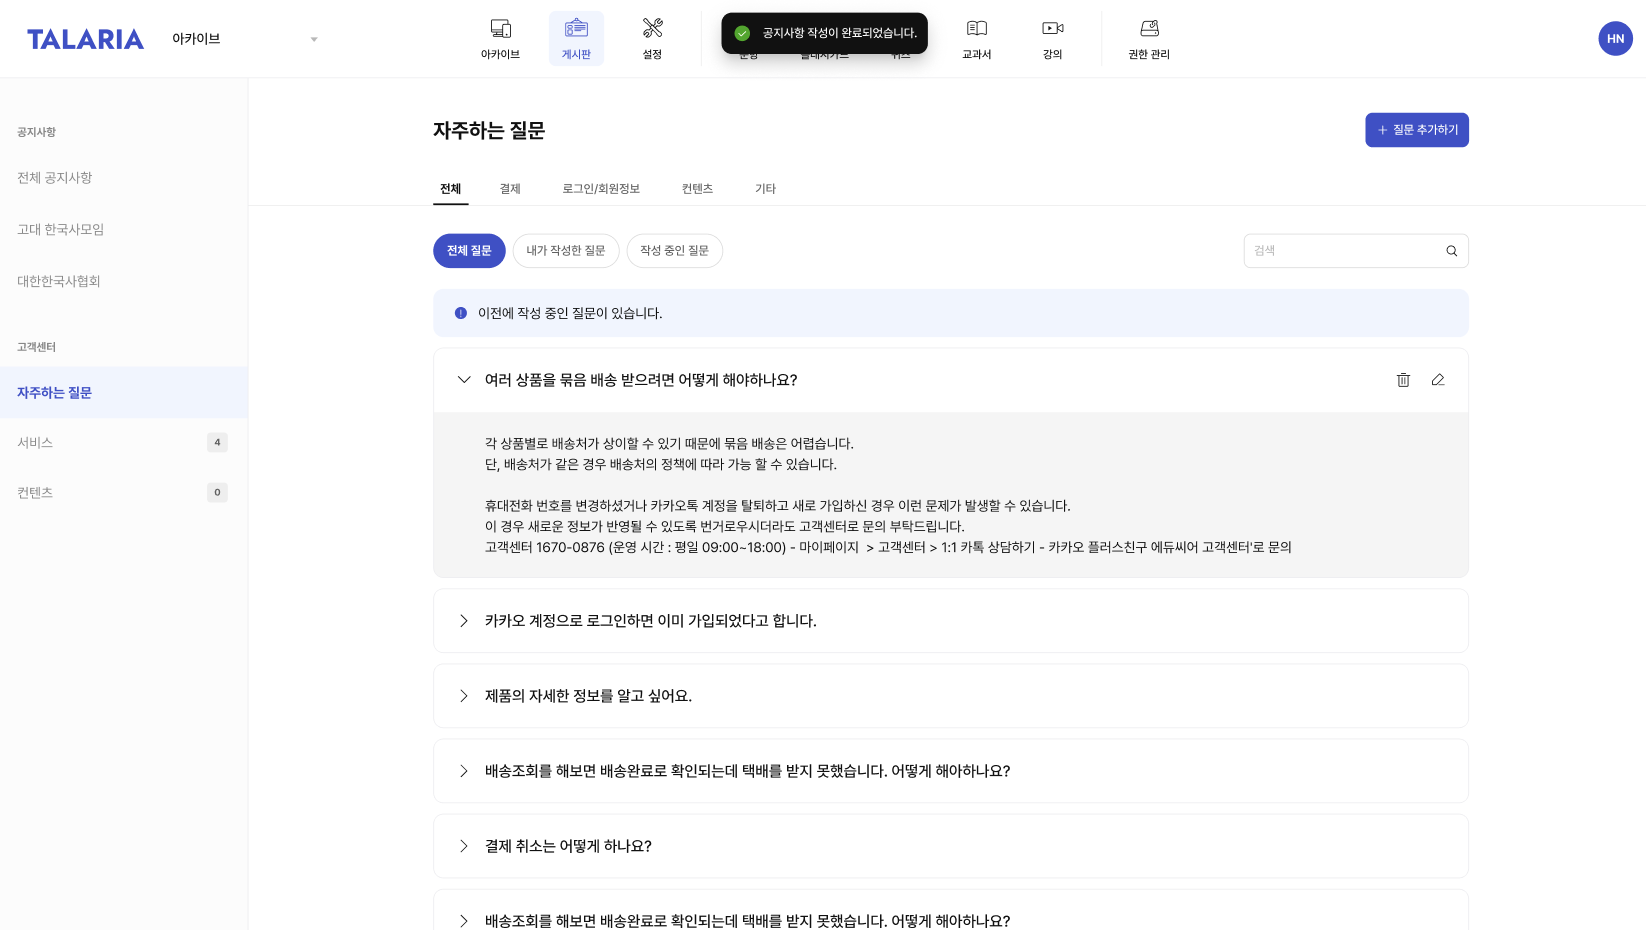 TALARIA
아카이브
아카이브
게시판
설정
공지사항 작성이 완료되었습니다.
교과서
강의
권한 관리
HN
공지사항
전체 공지사항
고대 한국사모임
대한한국사협회
고객센터
자주하는 질문
서비스
4
컨텐츠
0
자주하는 질문
질문 추가하기
전체
결제
로그인/회원정보
컨텐츠
기타
전체 질문
내가 작성한 질문
작성 중인 질문
검색
이전에 작성 중인 질문이 있습니다.
여러 상품을 묶음 배송 받으려면 어떻게 해야하나요?
각 상품별로 배송처가 상이할 수 있기 때문에 묶음 배송은 어렵습니다.
단, 배송처가 같은 경우 배송처의 정책에 따라 가능 할 수 있습니다.
휴대전화 번호를 변경하셨거나 카카오톡 계정을 탈퇴하고 새로 가입하신 경우 이런 문제가 발생할 수 있습니다.
이 경우 새로운 정보가 반영될 수 있도록 번거로우시더라도 고객센터로 문의 부탁드립니다.
고객센터 1670-0876 (운영 시간 : 평일 09:00~18:00) - 마이페이지  > 고객센터 > 1:1 카톡 상담하기 - 카카오 플러스친구 에듀씨어 고객센터'로 문의
카카오 계정으로 로그인하면 이미 가입되었다고 합니다.
제품의 자세한 정보를 알고 싶어요.
배송조회를 해보면 배송완료로 확인되는데 택배를 받지 못했습니다. 어떻게 해아하나요?
결제 취소는 어떻게 하나요?
배송조회를 해보면 배송완료로 확인되는데 택배를 받지 못했습니다. 어떻게 해아하나요?